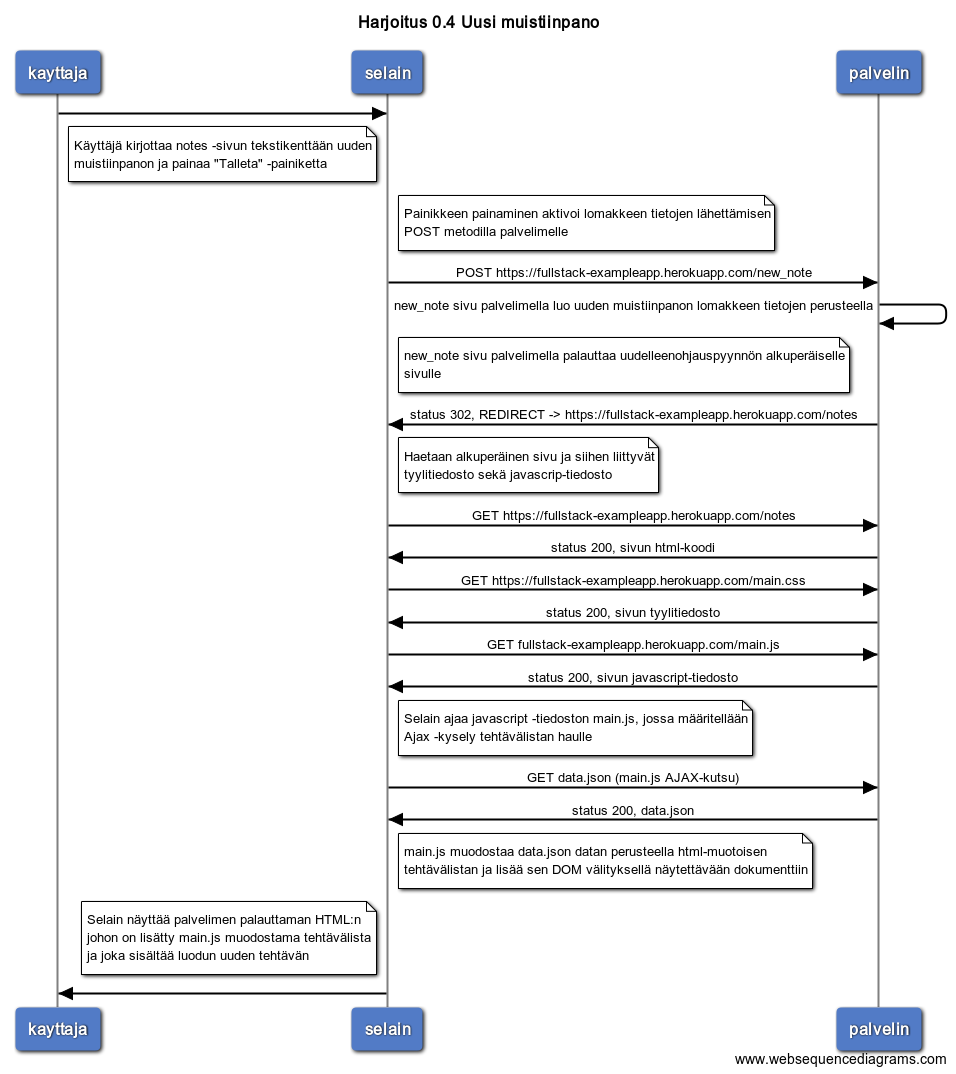 Harjoitus 0.4 Uusi muistiinpano
kayttaja
selain
palvelin
Käyttäjä kirjottaa notes -sivun tekstikenttään uuden
muistiinpanon ja painaa "Talleta" -painiketta
Painikkeen painaminen aktivoi lomakkeen tietojen lähettämisen
POST metodilla palvelimelle
POST https://fullstack-exampleapp.herokuapp.com/new_note
new_note sivu palvelimella luo uuden muistiinpanon lomakkeen tietojen perusteella
new_note sivu palvelimella palauttaa uudelleenohjauspyynnön alkuperäiselle
sivulle
status 302, REDIRECT -> https://fullstack-exampleapp.herokuapp.com/notes
Haetaan alkuperäinen sivu ja siihen liittyvät
tyylitiedosto sekä javascrip-tiedosto
GET https://fullstack-exampleapp.herokuapp.com/notes
status 200, sivun html-koodi
GET https://fullstack-exampleapp.herokuapp.com/main.css
status 200, sivun tyylitiedosto
GET fullstack-exampleapp.herokuapp.com/main.js
status 200, sivun javascript-tiedosto
Selain ajaa javascript -tiedoston main.js, jossa määritellään
Ajax -kysely tehtävälistan haulle
GET data.json (main.js AJAX-kutsu)
status 200, data.json
main.js muodostaa data.json datan perusteella html-muotoisen
tehtävälistan ja lisää sen DOM välityksellä näytettävään dokumenttiin
Selain näyttää palvelimen palauttaman HTML:n
johon on lisätty main.js muodostama tehtävälista
ja joka sisältää luodun uuden tehtävän
kayttaja
selain
palvelin
www.websequencediagrams.com